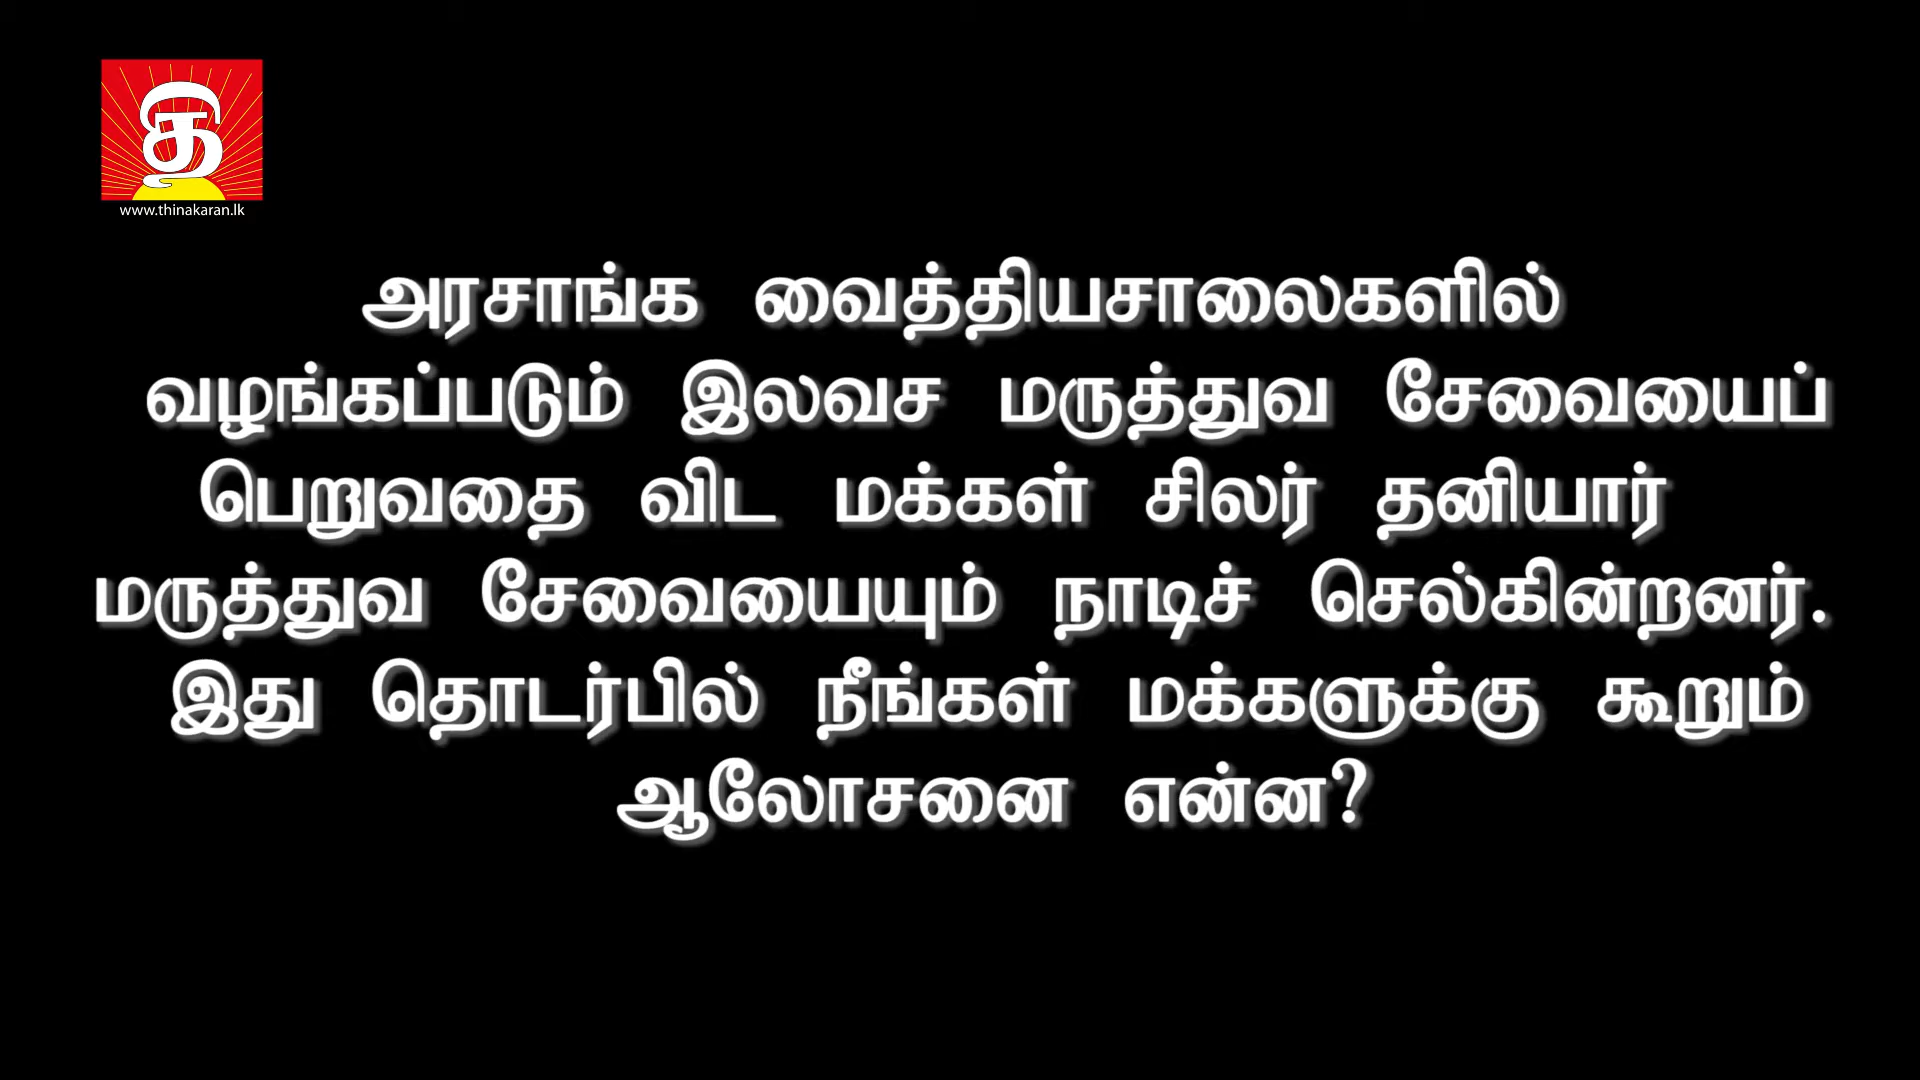 தி
www.thinakaran.lk
அரசாங்க வைத்தியசாலைகளில்
வழங்கப்படும் இலவச மருத்துவ சேவையைப்
பெறுவதை விட மக்கள் சிலர் தனியார்
மருத்துவ சேவையையும் நாடிச் செல்கின்றனர்.
இது தொடர்பில் நீங்கள் மக்களுக்கு கூறும்
ஆலோசனை என்ன?